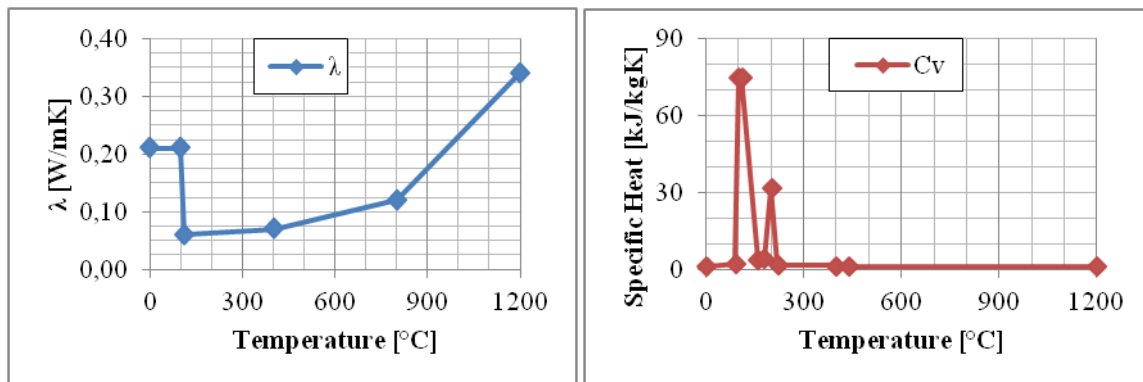 λ [W/mK]
0,40
0,30
0,20
0,10
0,00
λ
0 300 600 900 1200
Temperature [°C]
Specific Heat [kJ/kgK]
90
60
30
0
Cv
0 300 600 900 1200
Temperature [°C]